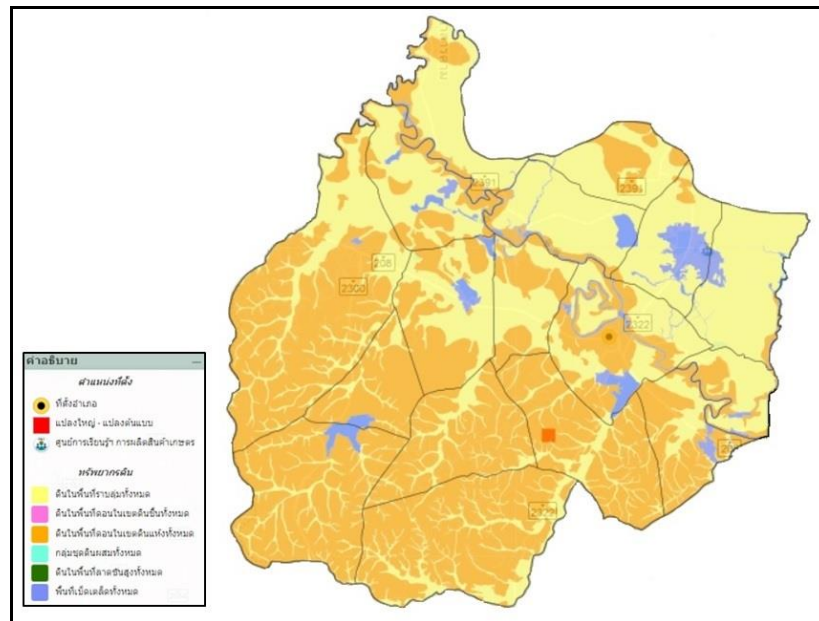 2391
2391
208
2300
2322
คำอธิบาย
ตำแหน่งที่ตั้ง
ที่ตั้งอำเภอ
แปลงใหญ่ - แปลงต้นแบบ
ศูนย์การเรียนรู้ฯ การผลิตสินค้าเกษตร
ทรัพยากรดิน
ดินในพื้นที่ราบลุ่มทั้งหมด
ดินในพื้นที่ดอนในเขตดินชื้นทั้งหมด
ดินในพื้นที่ดอนในเขตดินแห้งทั้งหมด
กลุ่มชุดดินผสมทั้งหมด
ดินในพื้นที่ลาดชันสูงทั้งหมด
พื้นที่เบ็ดเตล็ดทั้งหมด